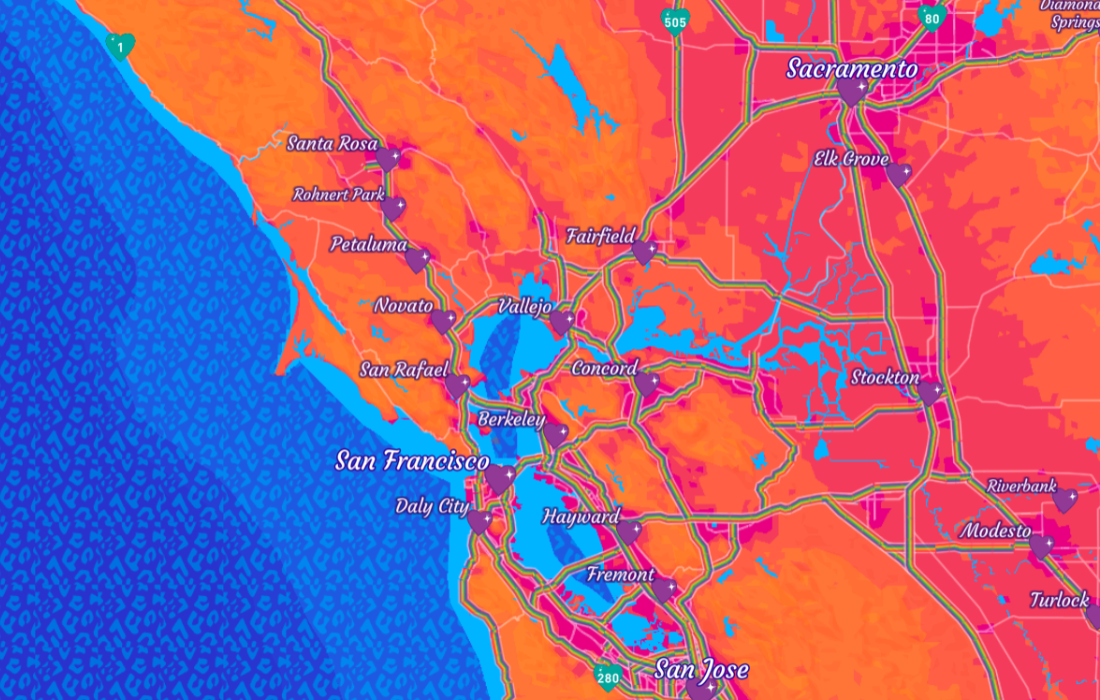 Diamond
Springs
505
80
1
Sacramento
Santa Rosa
Elk Grove
Rohnert Park
Fairfield
Petaluma
Novato
Vallejo
San Rafael
Concord
Stockton
Berkeley
San Francisco
Riverbank
Daly City
Hayward
Modesto
Fremont
Turlock
San Jose
280